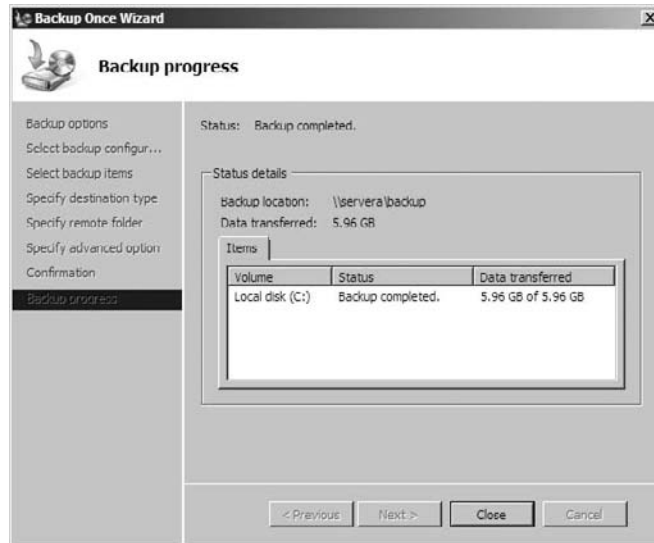 Backup Once Wizard
Backup progress
Backup options
Select backup configur...
Select backup items
Specify destination type
Specify remote folder
Specify advanced option
Confirmation
Backup progress
Status: Backup completed.
Status details
Backup location: \\servera\backup
Data transferred: 5.96 GB
Items
Volume Status Data transferred
Local disk (C:) Backup completed. 5.96 GB of 5.96 GB
< Previous Next > Close Cancel